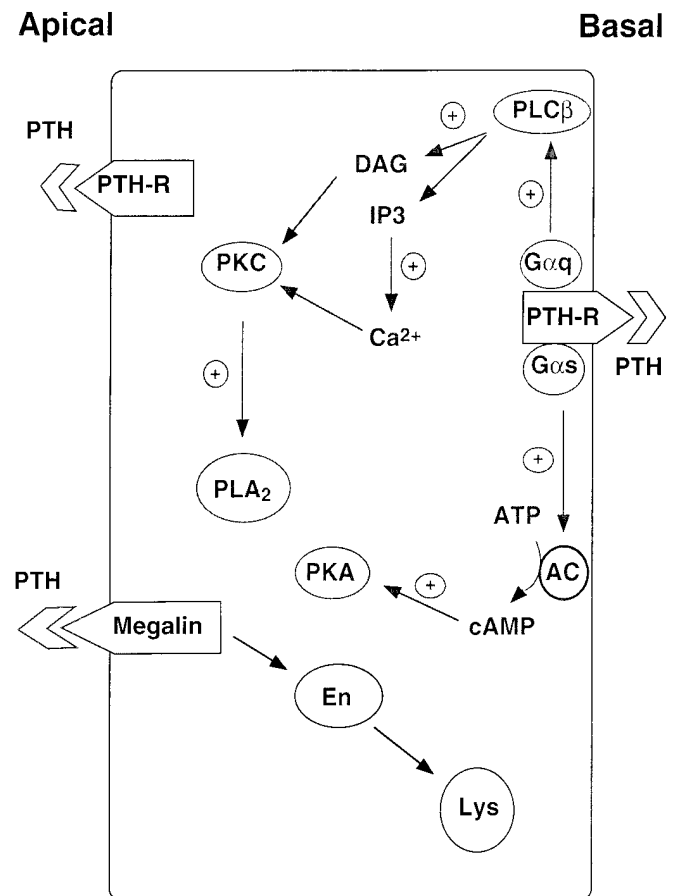 Apical
Basal
PLCβ
+
PTH
DAG
PTH-R
IP3
+
PKC
+
Gαq
PTH-R
Ca2+
Gαs
PTH
+
+
PLA2
ATP
PTH
PKA
+
AC
Megalin
cAMP
En
Lys